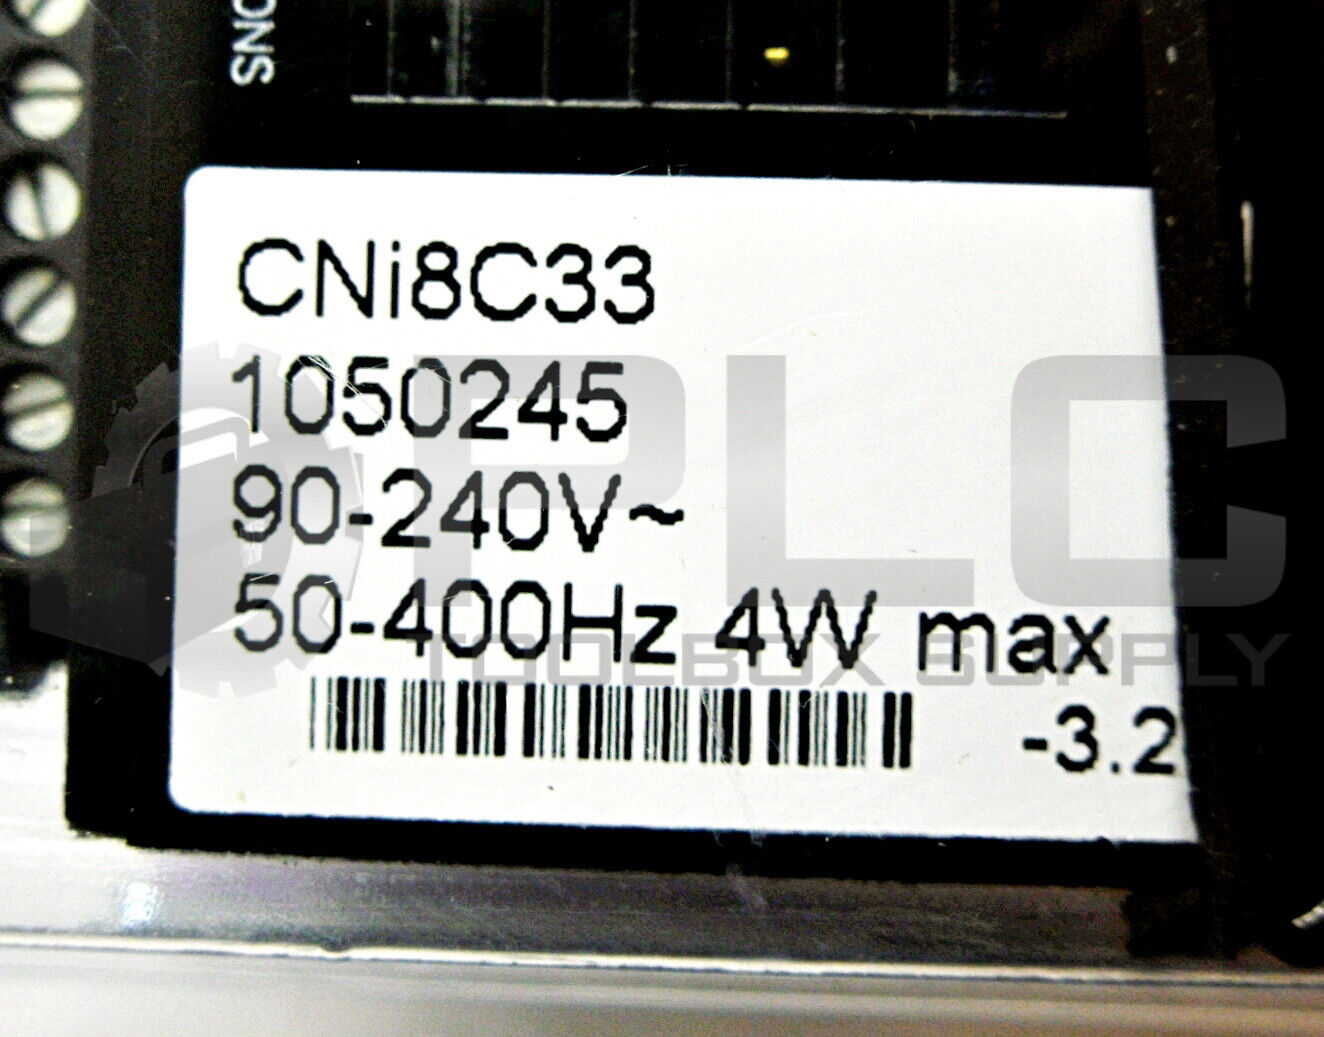 CNi8C33
1050245
90-240V~
50-400Hz 4W max
-3.2
PLC
TOOLBOX SUPPLY